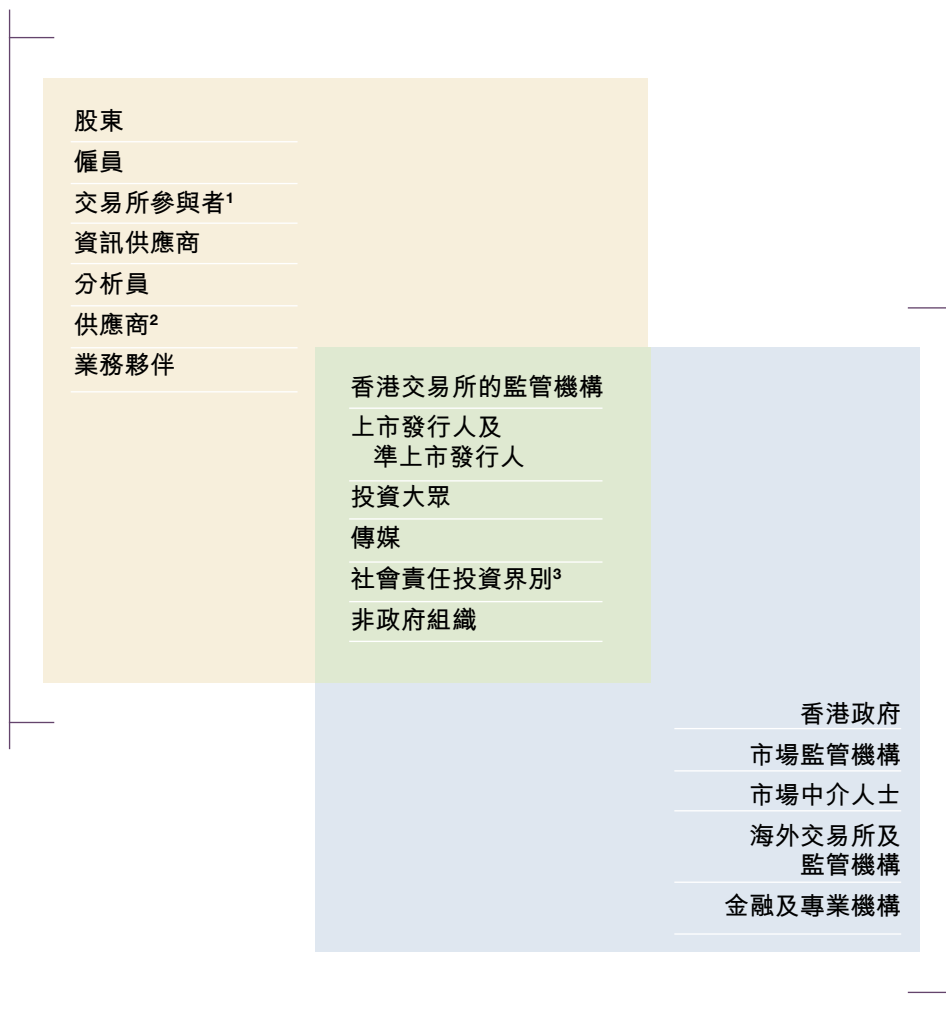 股東
僱員
交易所參與者¹
資訊供應商
分析員
供應商²
業務夥伴
香港交易所的監管機構
上市發行人及
準上市發行人
投資大眾
傳媒
社會責任投資界別³
非政府組織
香港政府
市場監管機構
市場中介人士
海外交易所及
監管機構
金融及專業機構